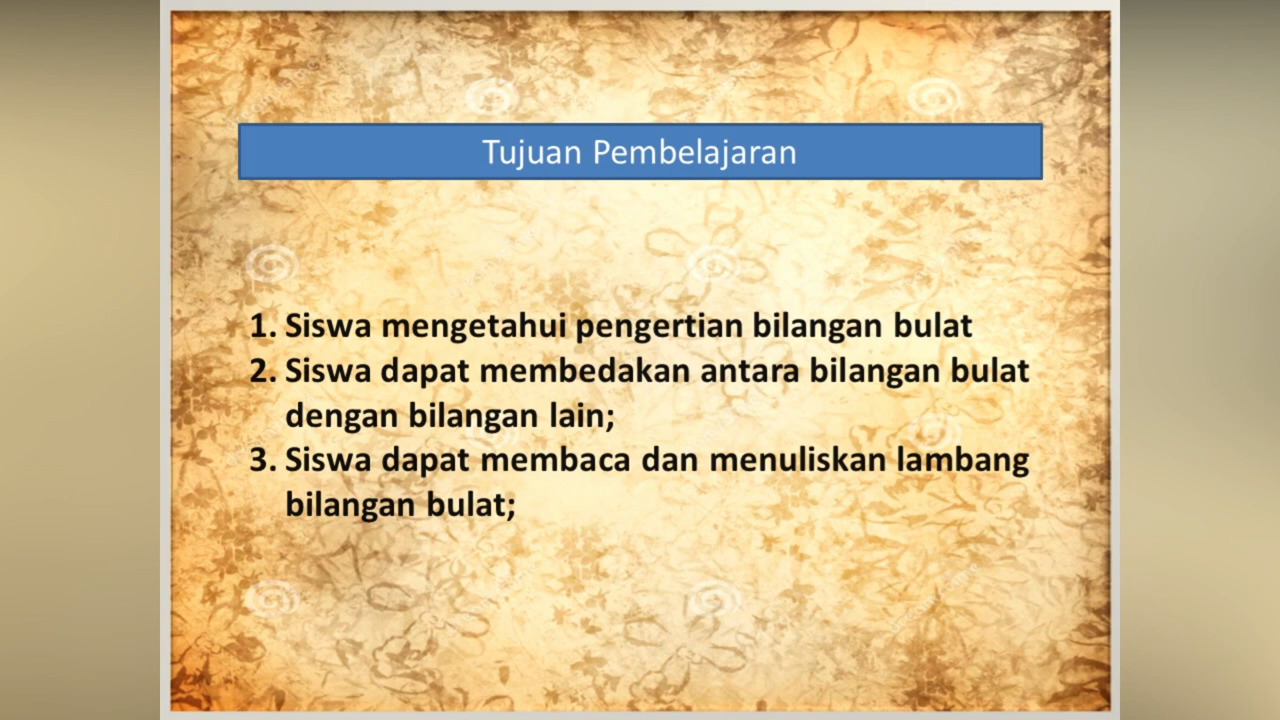 Tujuan Pembelajaran
1. Siswa mengetahui pengertian bilangan bulat
2. Siswa dapat membedakan antara bilangan bulat
dengan bilangan lain;
3. Siswa dapat membaca dan menuliskan lambang
bilangan bulat;